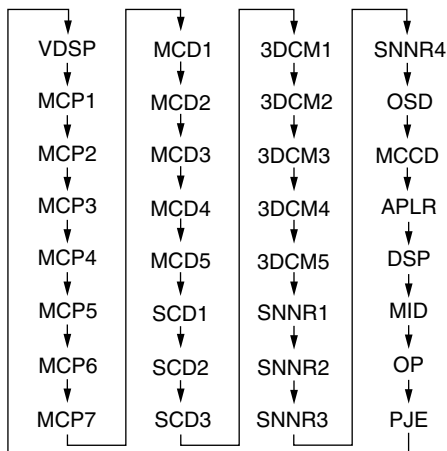 VDSP
MCP1
MCP2
MCP3
MCP4
MCP5
MCP6
MCP7
MCD1
MCD2
MCD3
MCD4
MCD5
SCD1
SCD2
SCD3
3DCM1
3DCM2
3DCM3
3DCM4
3DCM5
SNNR1
SNNR2
SNNR3
SNNR4
OSD
MCCD
APLR
DSP
MID
OP
PJE